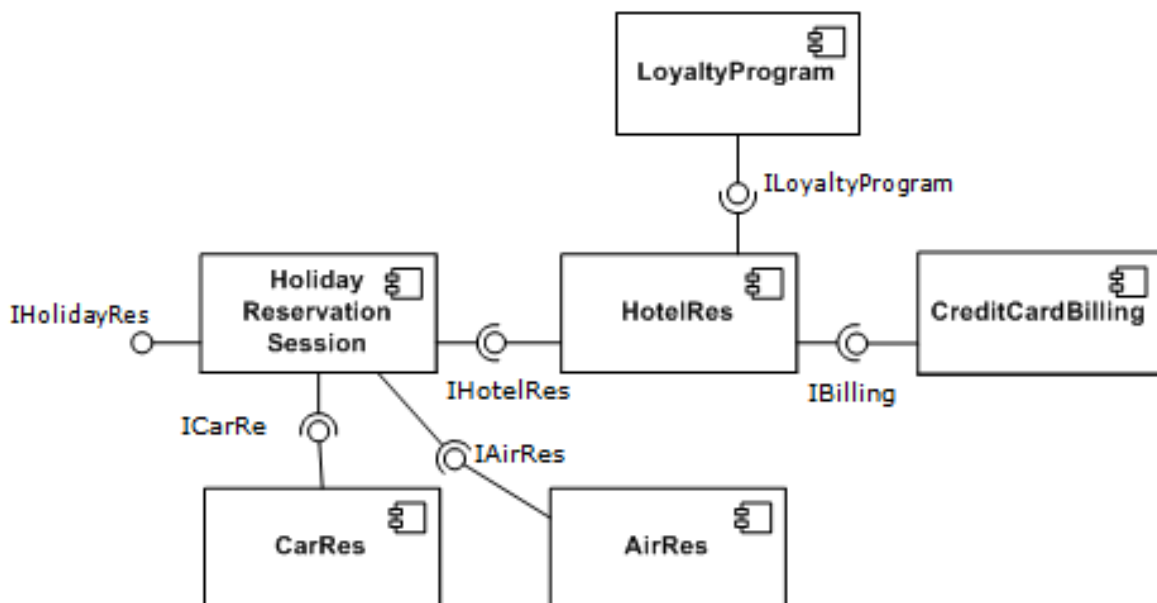 LoyaltyProgram
ILoyaltyProgram
Holiday
Reservation
Session
HotelRes
CreditCardBilling
IHolidayRes
IHotelRes
IBilling
ICarRe
IAirRes
CarRes
AirRes